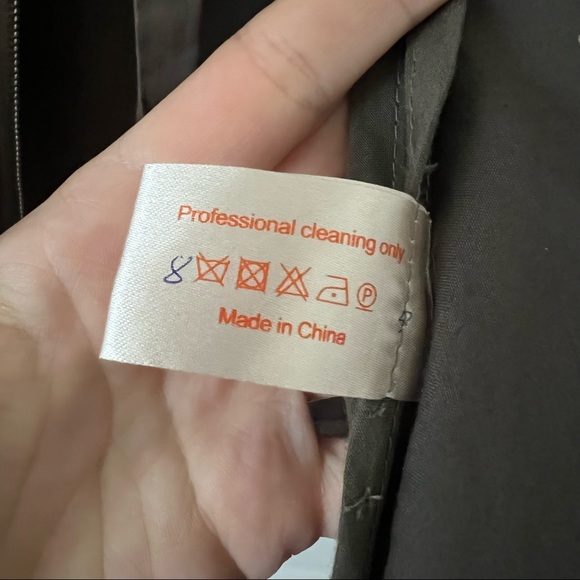 Professional cleaning only
8 P
Made in China